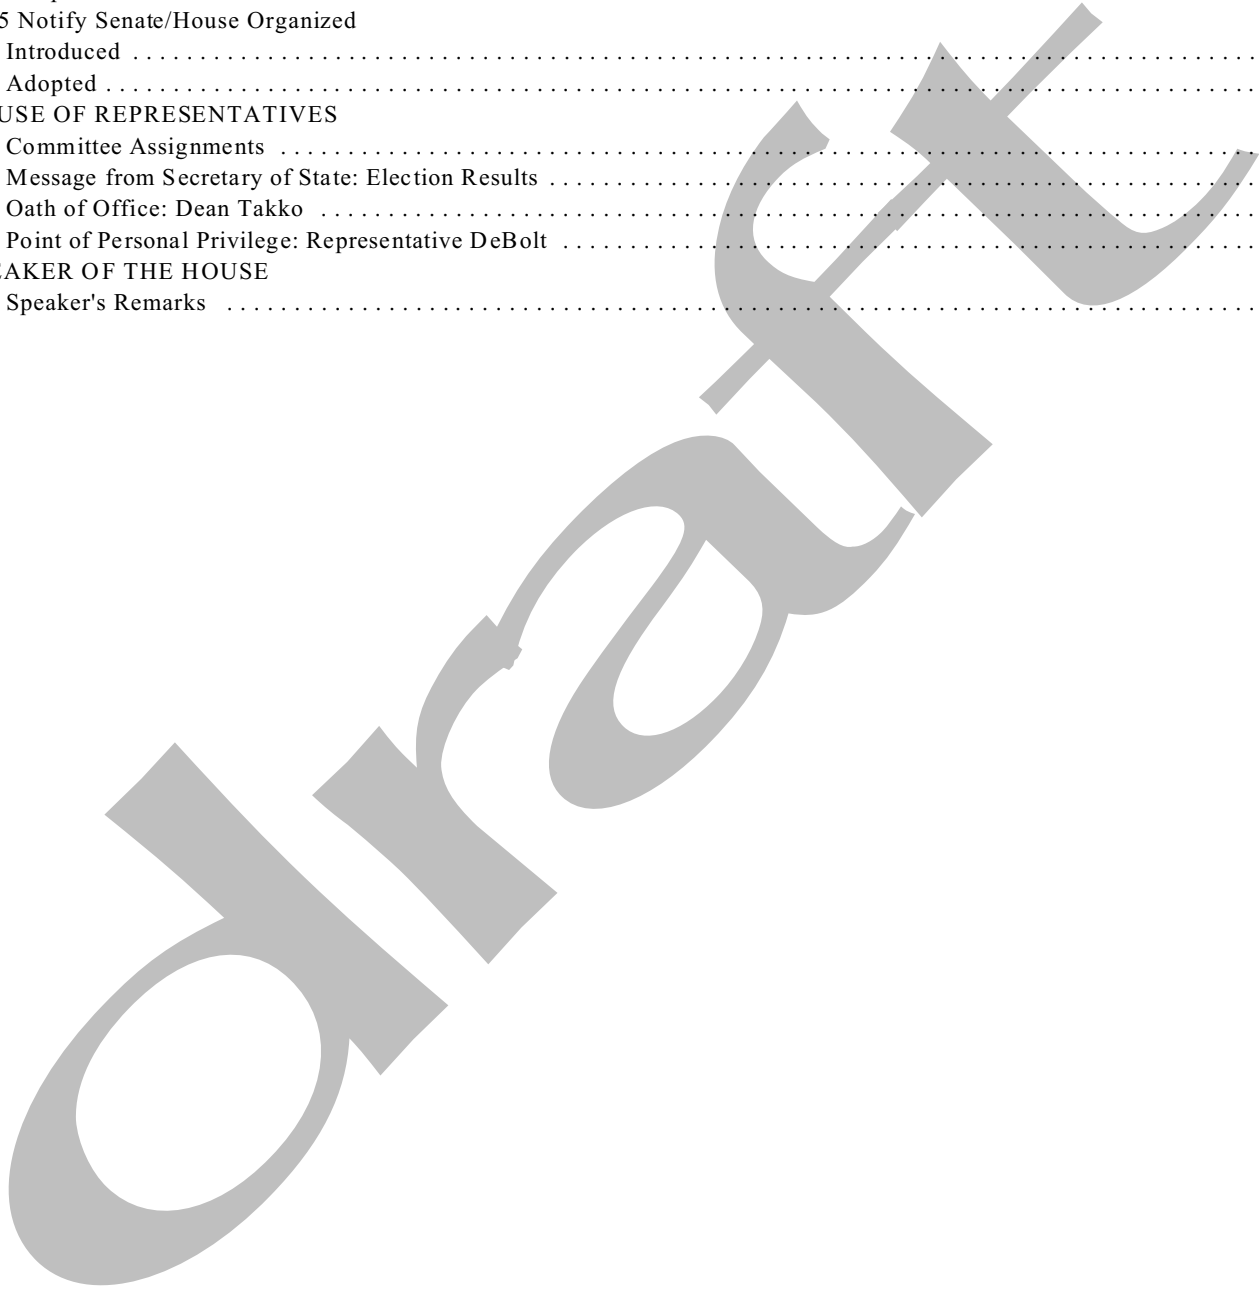 5 Notify Senate/House Organized
Introduced . . . . . . . . . . . . . . . . . . . . . . . . . . . . . . . . . . . . . . . . . . . . . . . . . . . . . . . . . . . . . . . . . . . . . . . . . . . . . . . . . . . .
Adopted . . . . . . . . . . . . . . . . . . . . . . . . . . . . . . . . . . . . . . . . . . . . . . . . . . . . . . . . . . . . . . . . . . . . . . . . . . . . . . . . . . . . . .
USE OF REPRESENTATIVES
Committee Assignments . . . . . . . . . . . . . . . . . . . . . . . . . . . . . . . . . . . . . . . . . . . . . . . . . . . . . . . . . . . . . . . . . . . . . . . . .
Message from Secretary of State: Election Results . . . . . . . . . . . . . . . . . . . . . . . . . . . . . . . . . . . . . . . . . . . . . . . . . . . . .
Oath of Office: Dean Takko . . . . . . . . . . . . . . . . . . . . . . . . . . . . . . . . . . . . . . . . . . . . . . . . . . . . . . . . . . . . . . . . . . . . . .
Point of Personal Privilege: Representative DeBolt . . . . . . . . . . . . . . . . . . . . . . . . . . . . . . . . . . . . . . . . . . . . . . . . . . . .
EAKER OF THE HOUSE
Speaker's Remarks . . . . . . . . . . . . . . . . . . . . . . . . . . . . . . . . . . . . . . . . . . . . . . . . . . . . . . . . . . . . . . . . . . . . . . . . . . . . .
draft